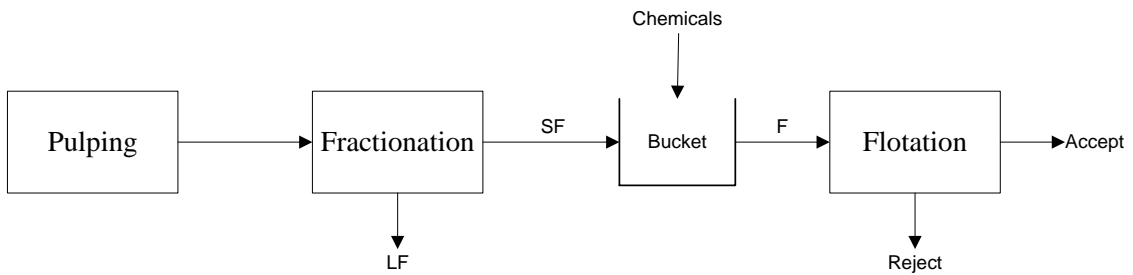 Chemicals
Pulping
Fractionation
SF
Bucket
F
Flotation
Accept
LF
Reject